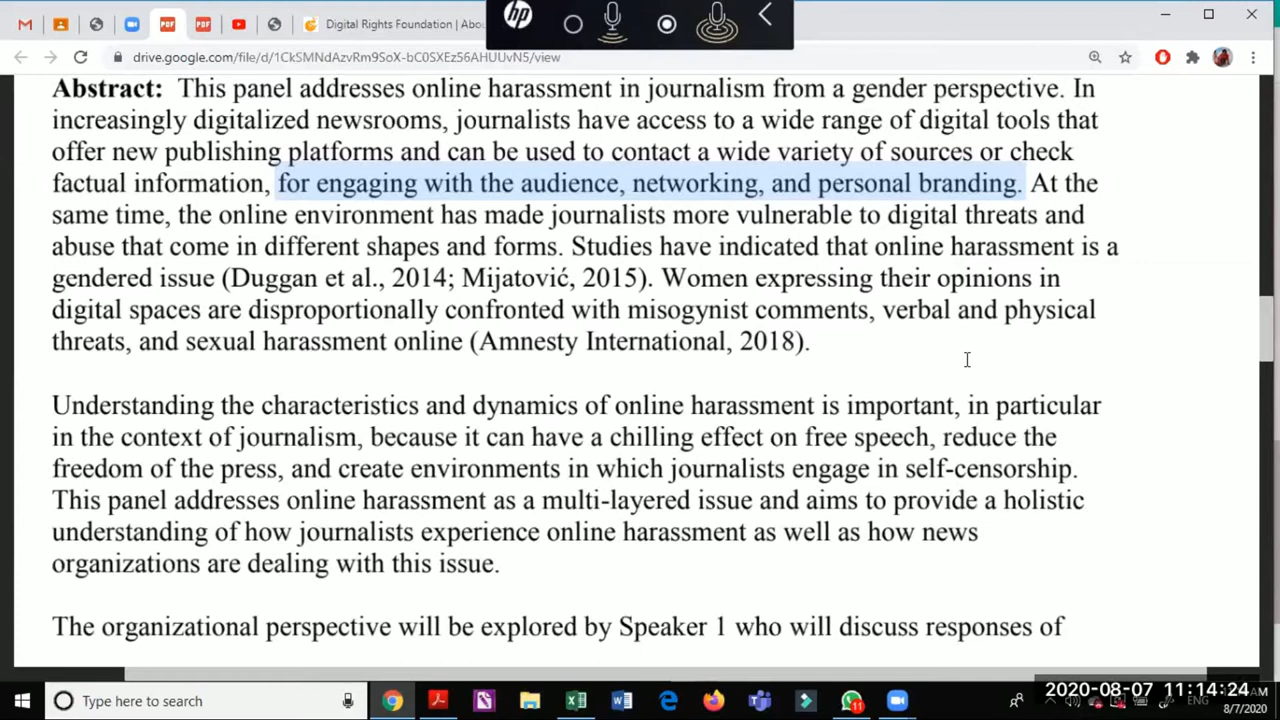 Digital Rights Foundation | Abou
hp
drive.google.com/file/d/1CkSMNdAzvRm9SoX-bC0SXEz56AHUUvN5/view
Abstract: This panel addresses online harassment in journalism from a gender perspective. In
increasingly digitalized newsrooms, journalists have access to a wide range of digital tools that
offer new publishing platforms and can be used to contact a wide variety of sources or check
factual information, for engaging with the audience, networking, and personal branding. At the
same time, the online environment has made journalists more vulnerable to digital threats and
abuse that come in different shapes and forms. Studies have indicated that online harassment is a
gendered issue (Duggan et al., 2014; Mijatović, 2015). Women expressing their opinions in
digital spaces are disproportionally confronted with misogynist comments, verbal and physical
threats, and sexual harassment online (Amnesty International, 2018).
Understanding the characteristics and dynamics of online harassment is important, in particular
in the context of journalism, because it can have a chilling effect on free speech, reduce the
freedom of the press, and create environments in which journalists engage in self-censorship.
This panel addresses online harassment as a multi-layered issue and aims to provide a holistic
understanding of how journalists experience online harassment as well as how news
organizations are dealing with this issue.
The organizational perspective will be explored by Speaker 1 who will discuss responses of
Type here to search
2020-08-07 11:14:24 AM
ENG
8/7/2020